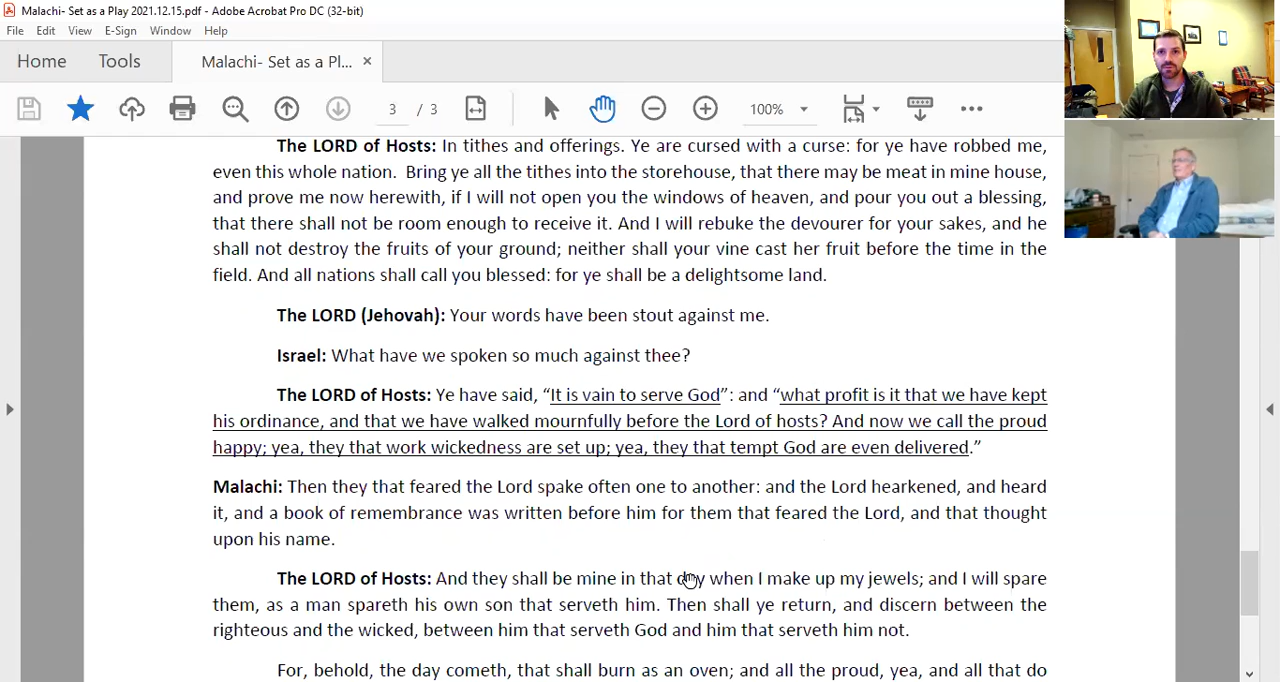 Malachi- Set as a Play 2021.12.15.pdf - Adobe Acrobat Pro DC (32-bit)
File Edit View E-Sign Window Help
Home Tools Malachi- Set as a Pl... ×
3 / 3 100%
The LORD of Hosts: In tithes and offerings. Ye are cursed with a curse: for ye have robbed me,
even this whole nation. Bring ye all the tithes into the storehouse, that there may be meat in mine house,
and prove me now herewith, if I will not open you the windows of heaven, and pour you out a blessing,
that there shall not be room enough to receive it. And I will rebuke the devourer for your sakes, and he
shall not destroy the fruits of your ground; neither shall your vine cast her fruit before the time in the
field. And all nations shall call you blessed: for ye shall be a delightsome land.
The LORD (Jehovah): Your words have been stout against me.
Israel: What have we spoken so much against thee?
The LORD of Hosts: Ye have said, “It is vain to serve God”: and “what profit is it that we have kept
his ordinance, and that we have walked mournfully before the Lord of hosts? And now we call the proud
happy; yea, they that work wickedness are set up; yea, they that tempt God are even delivered.”
Malachi: Then they that feared the Lord spake often one to another: and the Lord hearkened, and heard
it, and a book of remembrance was written before him for them that feared the Lord, and that thought
upon his name.
The LORD of Hosts: And they shall be mine in that day when I make up my jewels; and I will spare
them, as a man spareth his own son that serveth him. Then shall ye return, and discern between the
righteous and the wicked, between him that serveth God and him that serveth him not.
For, behold, the day cometh, that shall burn as an oven; and all the proud, yea, and all that do